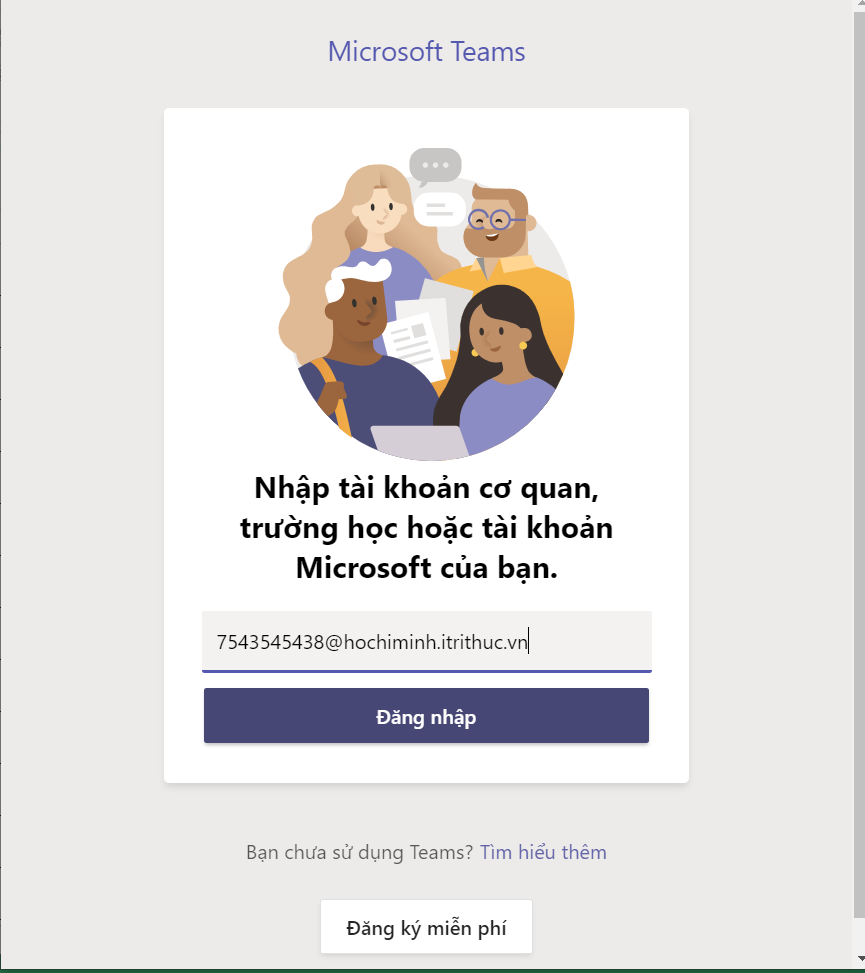 Microsoft Teams
Nhập tài khoản cơ quan,
trường học hoặc tài khoản
Microsoft của bạn.
7543545438@hochiminh.itrithuc.vn
Đăng nhập
Bạn chưa sử dụng Teams? Tìm hiểu thêm
Đăng ký miễn phí